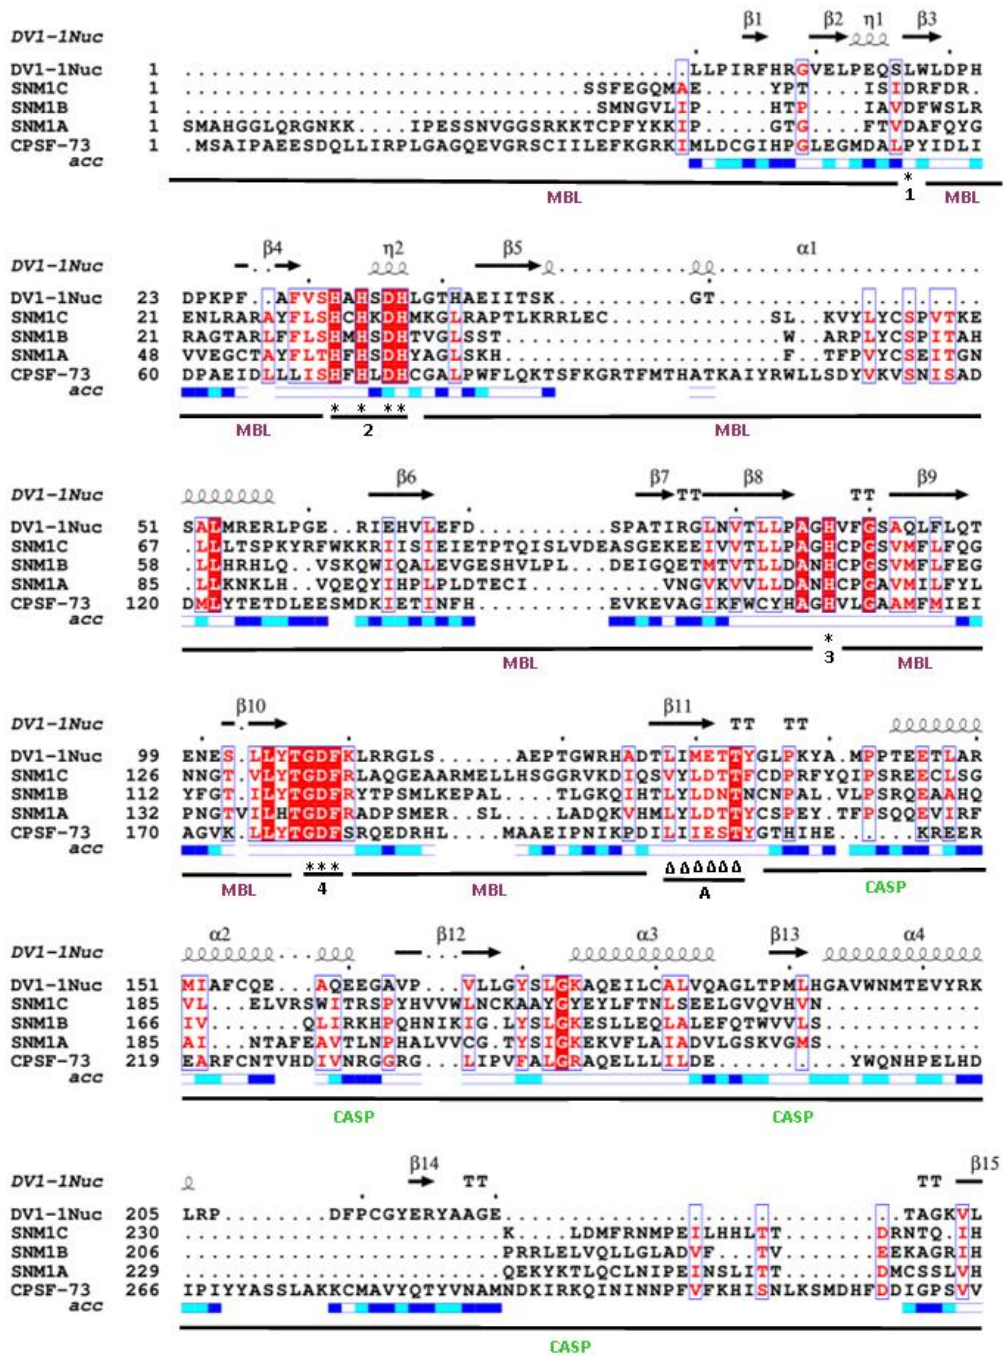 β1 β2 η1 β3
DV1-1Nuc
DV1-1Nuc 1 ......................................LLPIRFHRGVELPEQSLWLDPH
SNM1C 1 ..............................SSFEGQMAE.....YPT....ISIDRFDR.
SNM1B 1 ...............................SMNGVLIP.....HTP....IAVDFWSLR
SNM1A 1 SMAHGGLQRGNKK....IPESSNVGGSRKKTCPFYKKIP.....GTG....FTVDAFQYG
CPSF-73 1 .MSAIPAEESDQLLIRPLGAGQEVGRSCIILEFKGRKIMLDCGIHPGLEGMDALPYIDLI
acc
*
MBL 1 MBL
β4 η2 β5 α1
DV1-1Nuc
DV1-1Nuc 23 DPKPF..AFVSHAHSDHLGTHAEIITSK..........GT....................
SNM1C 21 ENLRARAYFLSHCHKDHMKGLRAPTLKRRLEC............SL..KVYLYCSPVTKE
SNM1B 21 RAGTARLFFLSHMHSDHTVGLSST.....................W..ARPLYCSPVTKE
SNM1A 48 VVEGCTAYFLTHFHSDHYAGLSKH.....................F..TFPVYCSEITGN
CPSF-73 60 DPAEIDLLLISHFHLDHCGALPWFLQKTSFKGRTFMTHATKAIYRWLLSDYVKVSNISAD
acc
* * * *
MBL 2 MBL
β6 β7 β8 β9
DV1-1Nuc TT TT
DV1-1Nuc 51 SALMRERLPGE..RIEHVLEFD..........SPATIRGLNVTLLPAGHVFGSAQLFLQT
SNM1C 67 .LLLTSPKYRFWKKRIISIEIETPTQISLVDEASGEKEEIVVTLLPAGHCPGSVMFLFQG
SNM1B 58 .LLHRHLQ..VSKQWIQALEVGESHVLPL...DEIGQETMTVTLLDANHCPGSVMFLFEG
SNM1A 85 .LLKNKLH..VQEQYIHPLPLDTECI..........VNGVKVVLLDANHCPGAVMILFYL
CPSF-73 120 DMLYTETDLEESMDKIETINFH..........EVKEVAGIKFWCYHAGHVLGAAMFMIEI
acc
*
MBL 3 MBL
β10 β11
DV1-1Nuc TT TT
DV1-1Nuc 99 ENES.LLYTGDFKLRRGLS......AEPTGWRHADTLIMETTYGLPKYA.MPPTEETLAR
SNM1C 126 NNGT.VLYTGDFRLAQGEAARMELLHSGGRVKDIQSVYLDTTFCDPRFYQIPSREECLSG
SNM1B 112 YFGT.ILYTGDFRYTPSMLKEPAL....TLGKQIHTLYLDNTNCNPAL.VLPSRQEAAHQ
SNM1A 132 PNGTVILHTGDFRADPSMER..SL....LADQKVHMLYLDTTYCSPEY.TFPSQQEVIRF
CPSF-73 170 AGVK.LLYTGDFSRQEDRHL....MAAEIPNIKPDILIIESTYGTHIHE......KREER
acc
*** Δ Δ Δ Δ Δ Δ
MBL 4 MBL A CASP
α2 β12 α3 β13 α4
DV1-1Nuc
DV1-1Nuc 151 MIAFCQE...AQEEGAVP...VLLGYSLGKAQEILCALVQAGLTPMLHGAVWNMTEVYRK
SNM1C 185 VL...ELVRSWITRSPYHVVWLNCKAAYGYEYLFTNLSEELGVQVHVN............
SNM1B 166 IV.......QLIRKHPQHNIKIG.LYSLGKESLLEQLALEFQTWVVLS............
SNM1A 185 AI...NTAFEAVTLNPHALVVCG.TYSIGKEKVFLAIADVLGSKVGMS............
CPSF-73 219 EARFCNTVHDIVNRGGRG...LIPVFALGRAQELLLILDE..........YWQNHPELHD
acc
CASP CASP
β14 β15
DV1-1Nuc TT TT
DV1-1Nuc 205 LRP........DFPCGYERYAAGE..............................TAGKVL
SNM1C 230 ........................K....LDMFRNMPEILHHLTT.......DRNTQ.IH
SNM1B 206 ........................PRRLELVQLLGLADVF...TV.......EEKAGRIH
SNM1A 229 ........................QEKYKTLQCLNIPEINSLITT.......DMCSSLVH
CPSF-73 266 IPIYYASSLAKKCMAVYQTYVNAMNDKIRKQININNPFVFKHISNLKSMDHFDDIGPSVV
acc
CASP